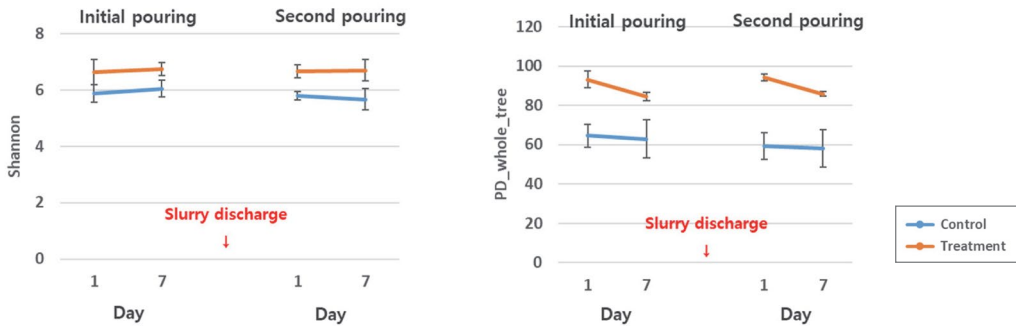 Initial pouring
Second pouring
8
6
4
2
0
Shannon
Slurry discharge
↓
1
7
1
7
Day
Day
Initial pouring
Second pouring
120
100
80
60
40
20
0
PD_whole_tree
Slurry discharge
↓
1
7
1
7
Day
Day
Control
Treatment